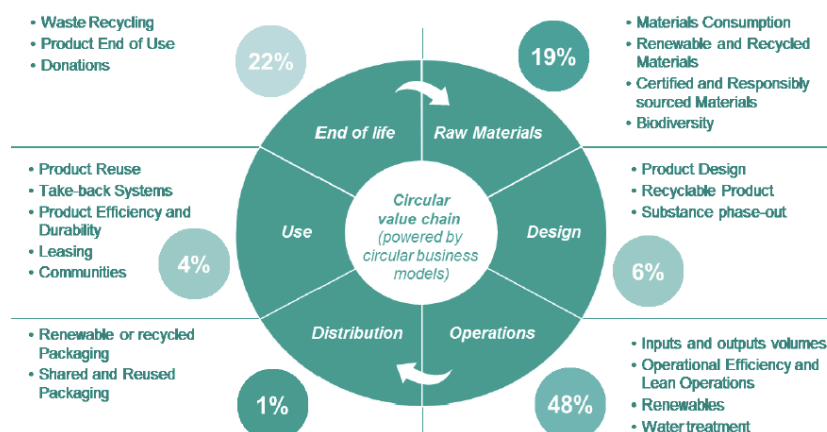 • Waste Recycling
• Product End of Use
• Donations
22%
19%
• Materials Consumption
• Renewable and Recycled
Materials
• Certified and Responsibly
sourced Materials
• Biodiversity
End of life
Raw Materials
• Product Reuse
• Take-back Systems
• Product Efficiency and
Durability
• Leasing
• Communities
4%
Use
Circular
value chain
(powered by
circular business
models)
Design
• Product Design
• Recyclable Product
• Substance phase-out
6%
• Renewable or recycled
Packaging
• Shared and Reused
Packaging
1%
Distribution
Operations
48%
• Inputs and outputs volumes
• Operational Efficiency and
Lean Operations
• Renewables
• Water treatment